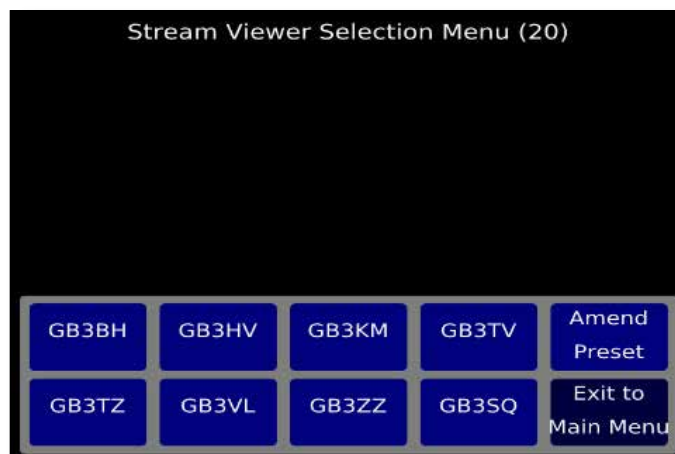 Stream Viewer Selection Menu (20)
GB3BH GB3HV GB3KM GB3TV Amend
Preset
GB3TZ GB3VL GB3ZZ GB3SQ Exit to
Main Menu